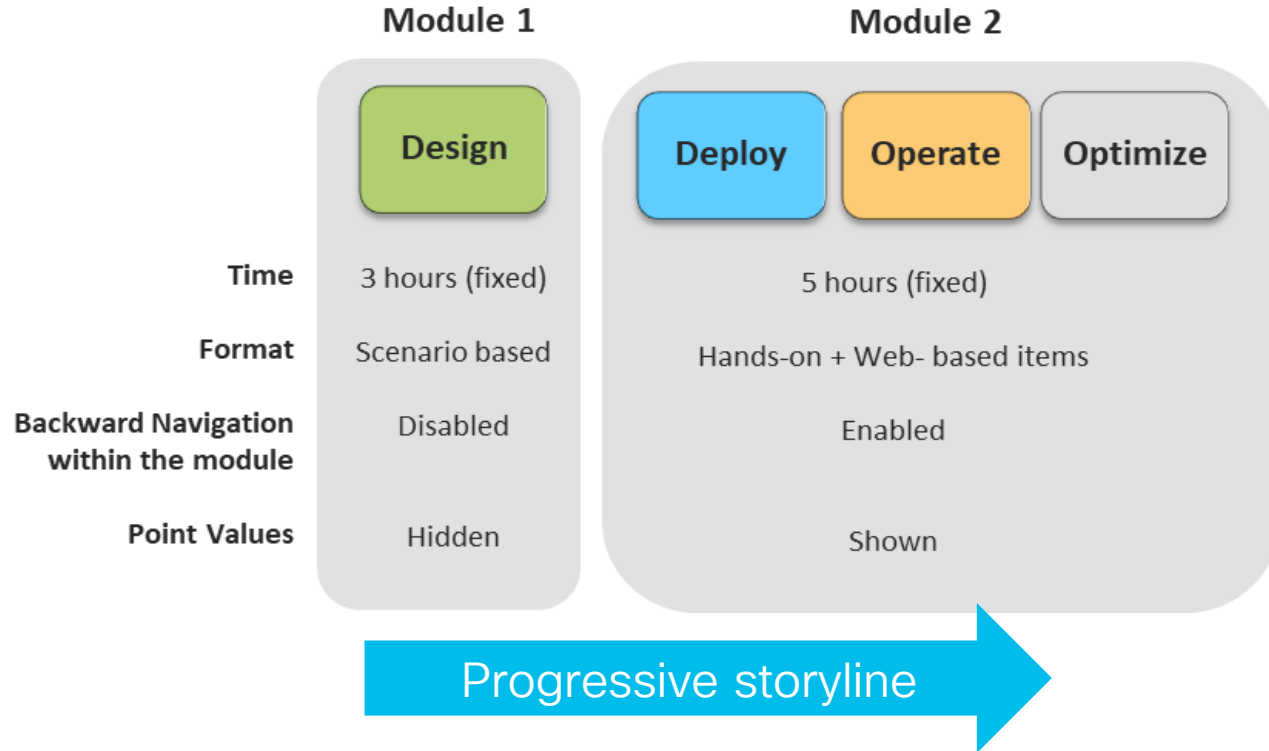 Module 1
Module 2
Design
Deploy
Operate
Optimize
Time
3 hours (fixed)
5 hours (fixed)
Format
Scenario based
Hands-on + Web- based items
Backward Navigation
within the module
Disabled
Enabled
Point Values
Hidden
Shown
Progressive storyline